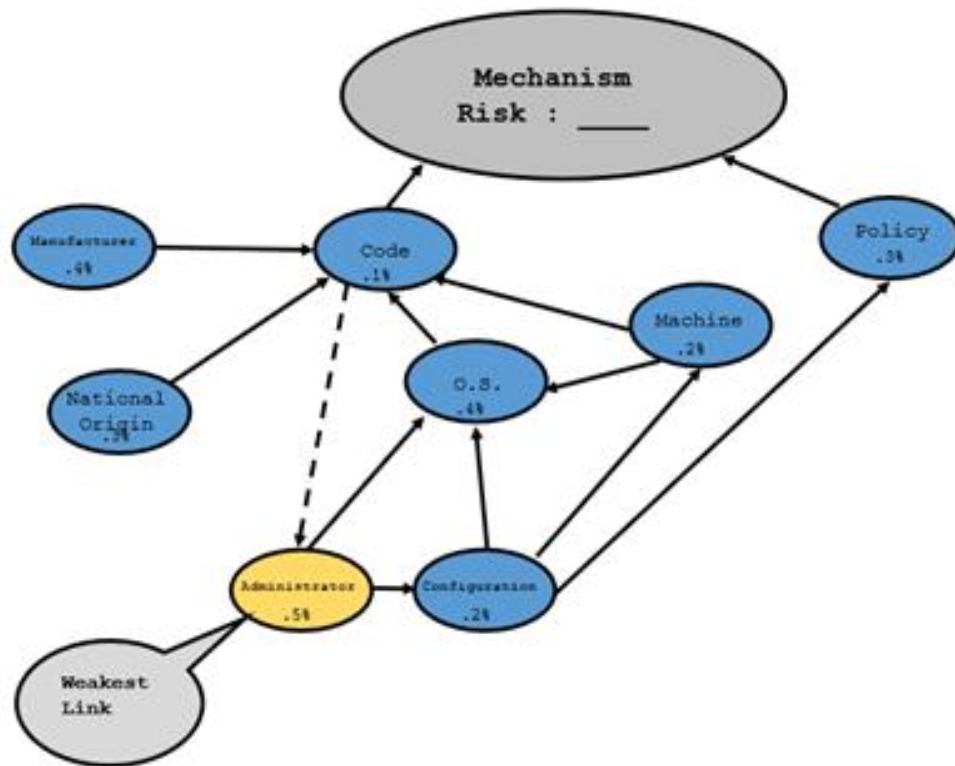 Mechanism
Risk : ____
Manufacturer
.4%
Code
.1%
Policy
.3%
Machine
.2%
O.S.
.4%
National
Origin
.3%
Administrator
.5%
Configuration
.2%
Weakest
Link